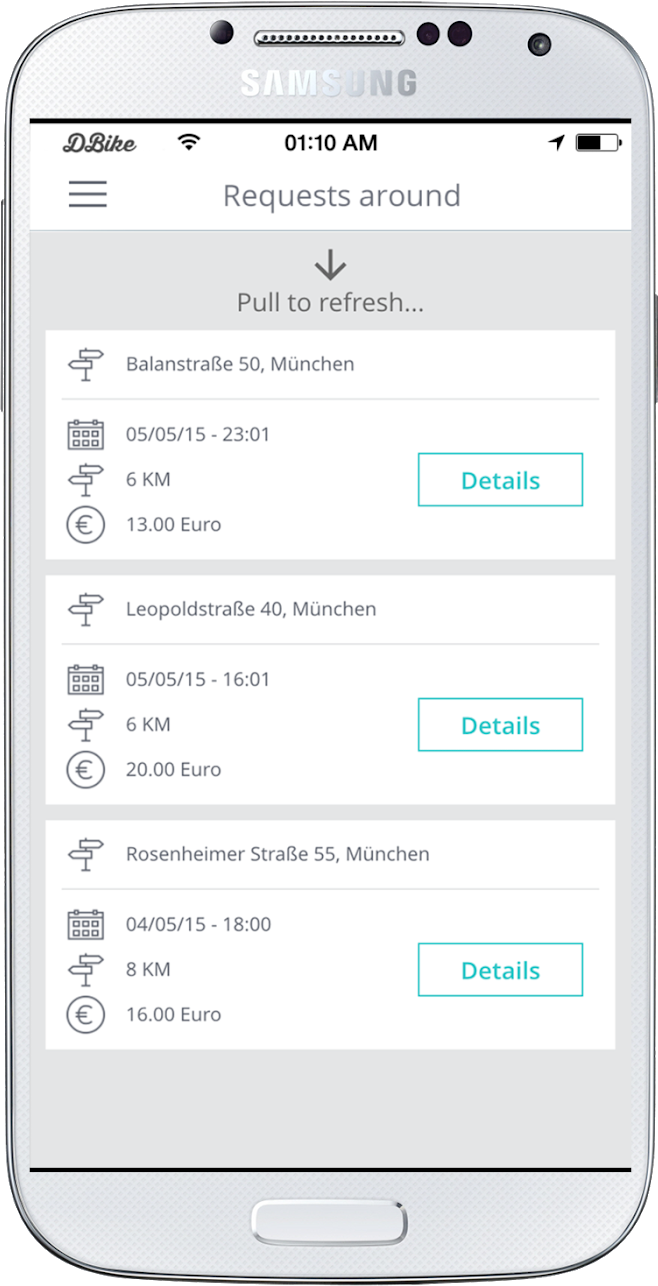 SAMSUNG
DBike 01:10 AM
Requests around
Pull to refresh...
Balanstraße 50, München
05/05/15 - 23:01
6 KM
Details
€ 13.00 Euro
Leopoldstraße 40, München
05/05/15 - 16:01
6 KM
Details
€ 20.00 Euro
Rosenheimer Straße 55, München
04/05/15 - 18:00
8 KM
Details
€ 16.00 Euro